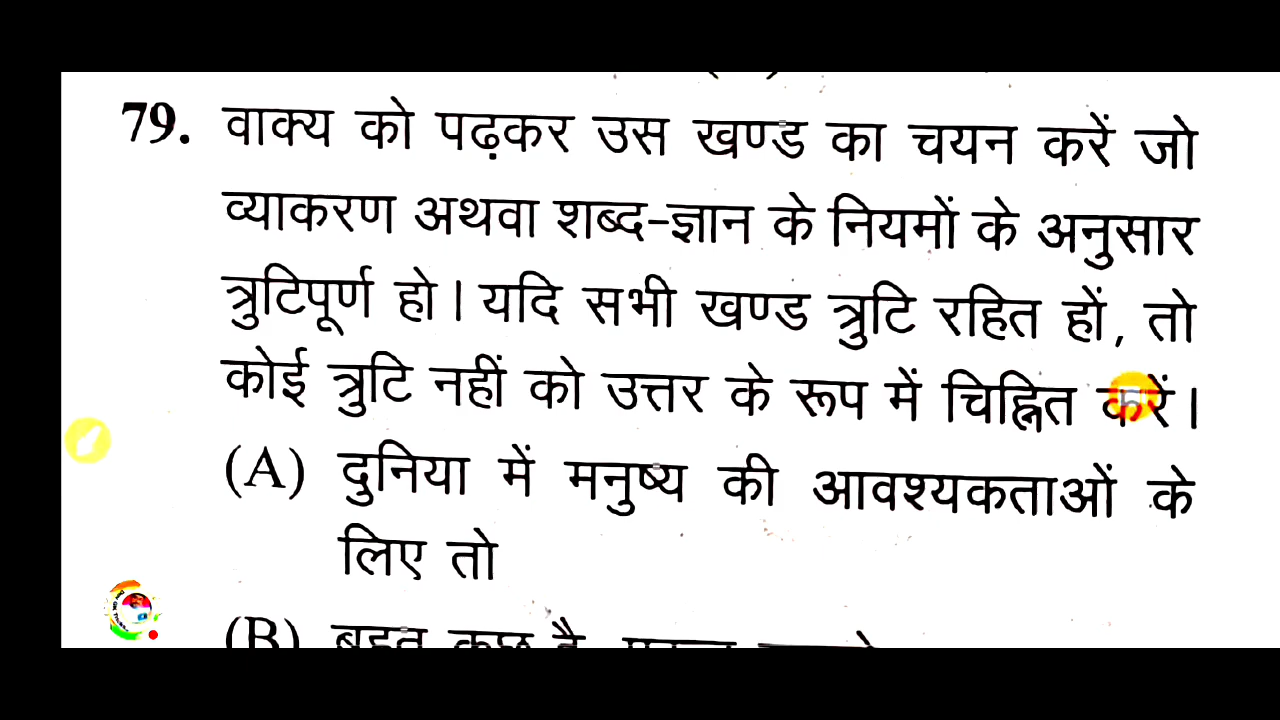 79. वाक्य को पढ़कर उस खण्ड का चयन करें जो
व्याकरण अथवा शब्द-ज्ञान के नियमों के अनुसार
त्रुटिपूर्ण हो। यदि सभी खण्ड त्रुटि रहित हों, तो
कोई त्रुटि नहीं को उत्तर के रूप में चिह्नित करें।
(A) दुनिया में मनुष्य की आवश्यकताओं के
लिए तो
(B) बहुत कुछ है